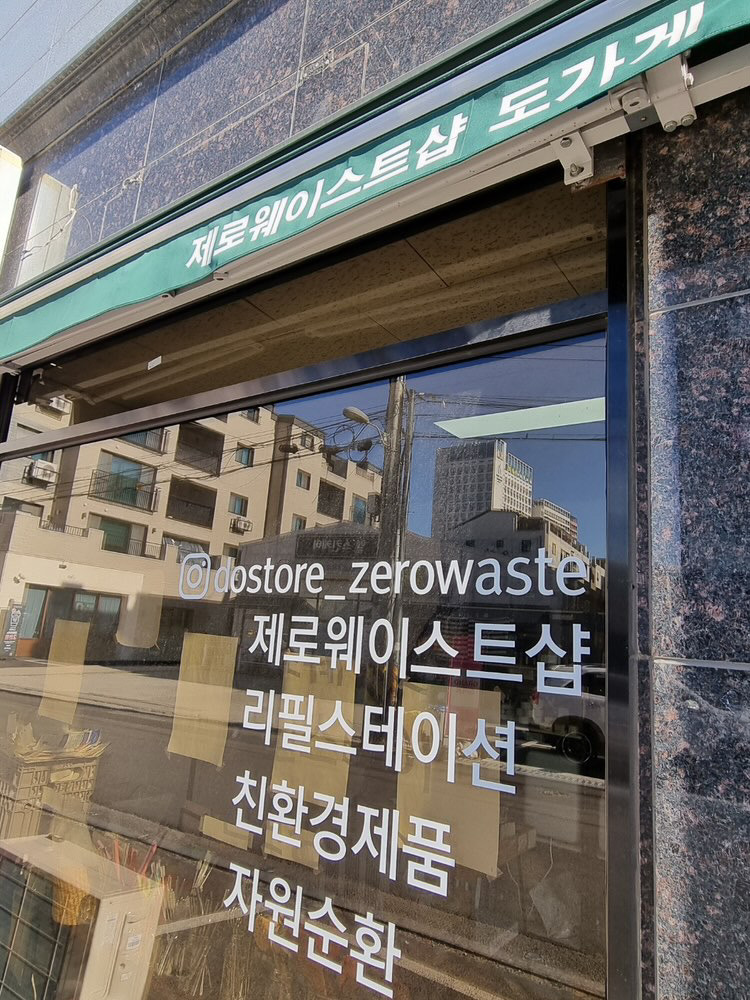 제로웨이스트샵 도가게
dostore_zerowaste
제로웨이스트샵
리필스테이션
친환경제품
자원순환